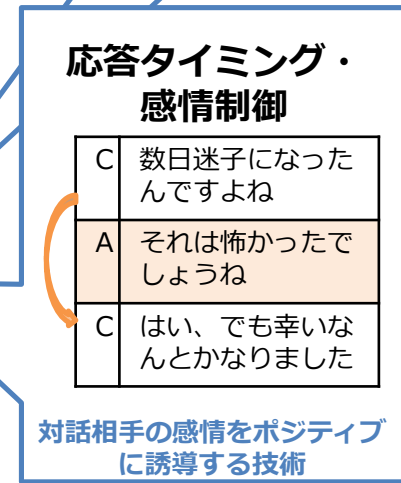 応答タイミング・
感情制御
C 数日迷子になった
んですよね
A それは怖かったで
しょうね
C はい、でも幸いな
んとかなりました
対話相手の感情をポジティブ
に誘導する技術